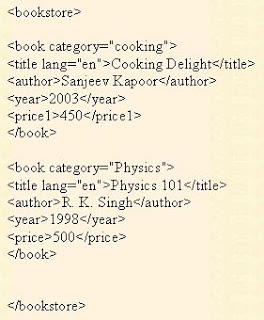 <bookstore>
<book category="cooking">
<title lang="en">Cooking Delight</title>
<author>Sanjeev Kapoor</author>
<year>2003</year>
<price1>450</price1>
</book>
<book category="Physics">
<title lang="en">Physics 101</title>
<author>R. K. Singh</author>
<year>1998</year>
<price>500</price>
</book>
</bookstore>